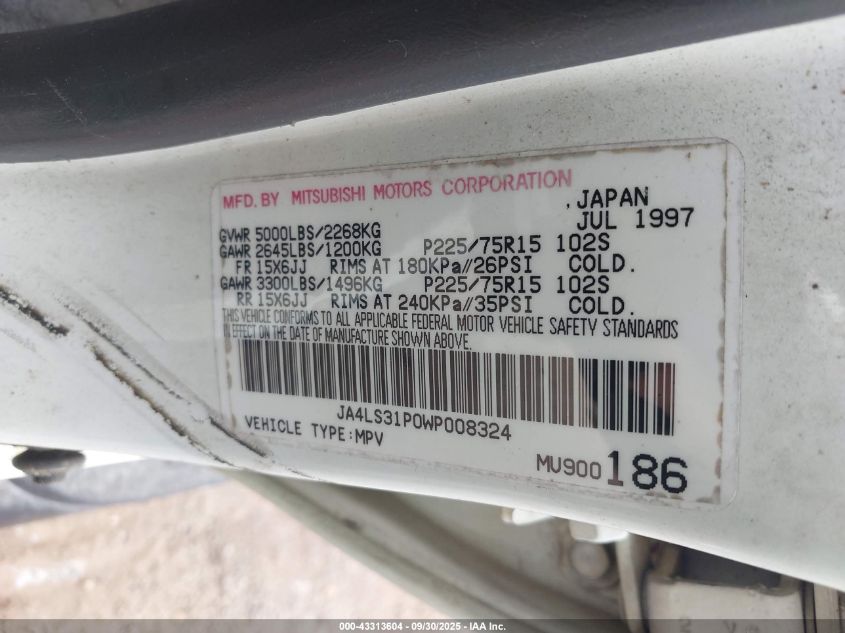 MFD. BY MITSUBISHI MOTORS CORPORATION
JAPAN
JUL 1997
GVWR 5000LBS/2268KG
GAWR 2645LBS/1200KG P225/75R15 102S
FR 15X6JJ RIMS AT 180KPa//26PSI COLD.
GAWR 3300LBS/1496KG P225/75R15 102S
RR 15X6JJ RIMS AT 240KPa//35PSI COLD.
THIS VEHICLE CONFORMS TO ALL APPLICABLE FEDERAL MOTOR VEHICLE SAFETY STANDARDS
IN EFFECT ON THE DATE OF MANUFACTURE SHOWN ABOVE.
JA4LS31P0WP008324
VEHICLE TYPE:MPV
MU900186
000-43313604 - 09/30/2025 - IAA, Inc.